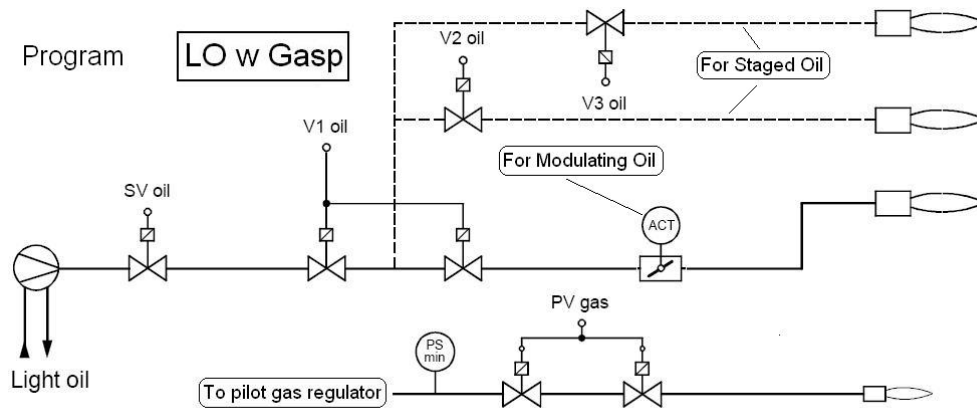 Program
LO w Gasp
V2 oil
V3 oil
For Staged Oil
V1 oil
For Modulating Oil
SV oil
ACT
PV gas
PS
min
Light oil
To pilot gas regulator